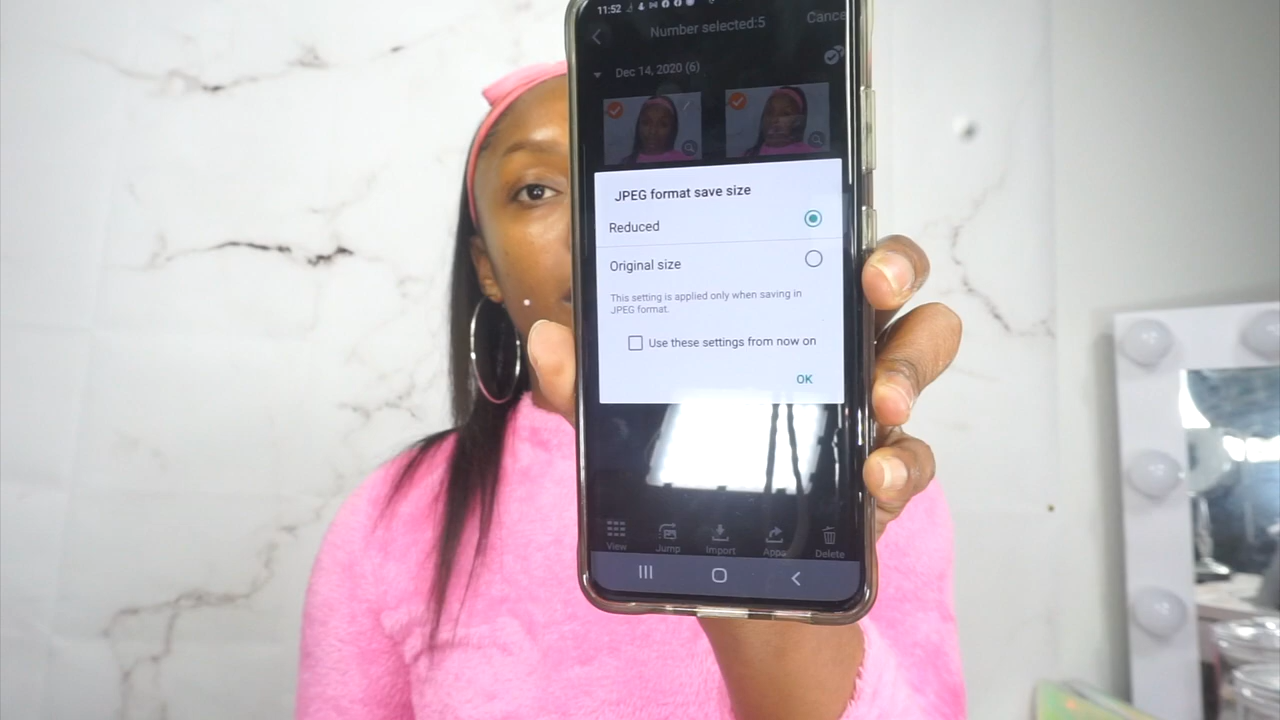 11:52
Number selected:5
Cance
Dec 14, 2020 (6)
JPEG format save size
Reduced
Original size
This setting is applied only when saving in
JPEG format.
Use these settings from now on
OK
View Jump Import Apps Delete